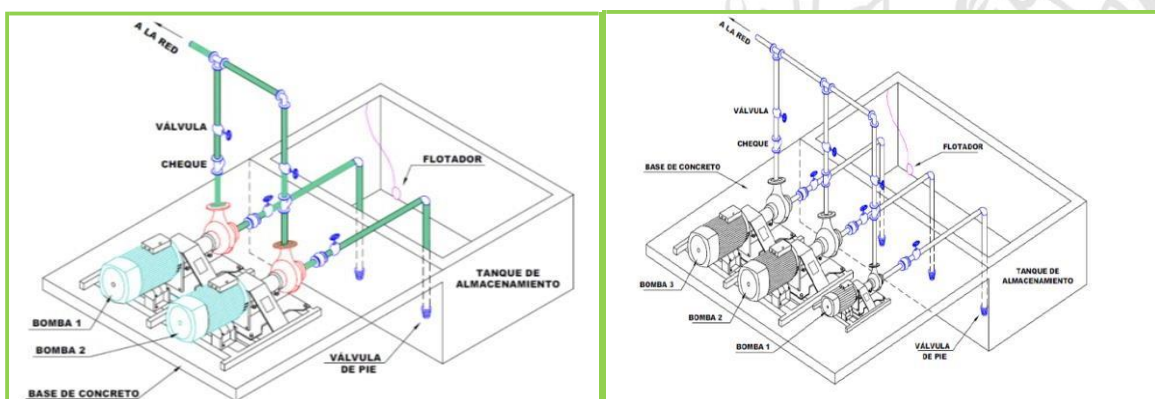 A LA RED
VÁLVULA
CHEQUE
FLOTADOR
TANQUE DE
ALMACENAMIENTO
BOMBA 1
BOMBA 2
VÁLVULA
DE PIE
BASE DE CONCRETO
A LA RED
VÁLVULA
CHEQUE
BASE DE CONCRETO
FLOTADOR
TANQUE DE
ALMACENAMIENTO
BOMBA 3
BOMBA 2
BOMBA 1
VÁLVULA
DE PIE